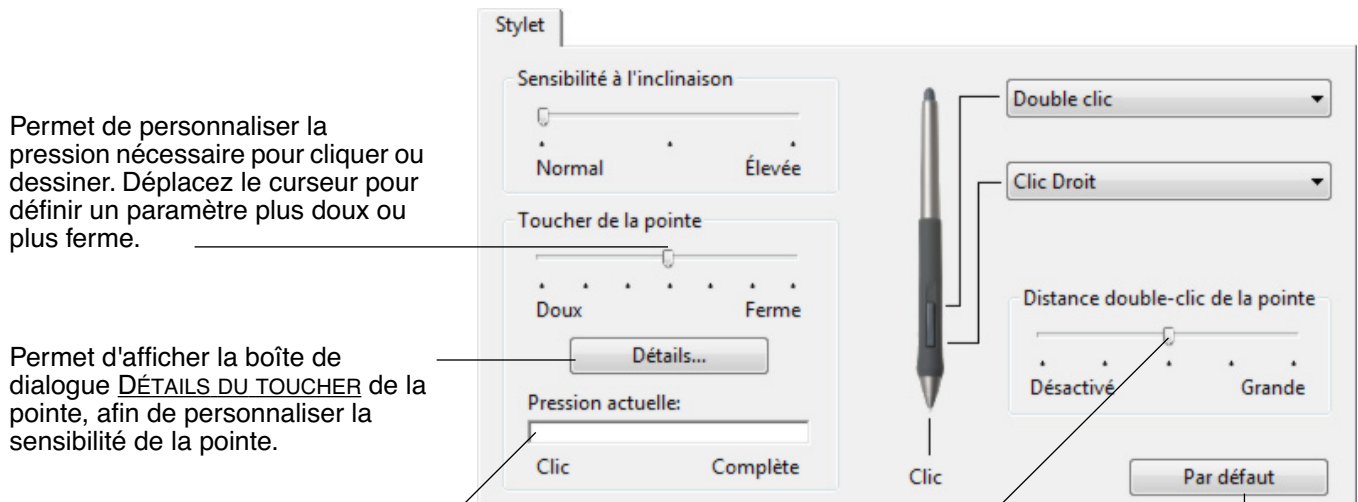 Stylet
Sensibilité à l'inclinaison
Normal
Élevée
Double clic
Clic Droit
Permet de personnaliser la
pression nécessaire pour cliquer ou
dessiner. Déplacez le curseur pour
définir un paramètre plus doux ou
plus ferme.
Toucher de la pointe
Doux
Ferme
Distance double-clic de la pointe
Désactivé
Grande
Permet d'afficher la boîte de
dialogue DÉTAILS DU TOUCHER de la
pointe, afin de personnaliser la
sensibilité de la pointe.
Détails...
Pression actuelle:
Clic
Complète
Clic
Par défaut